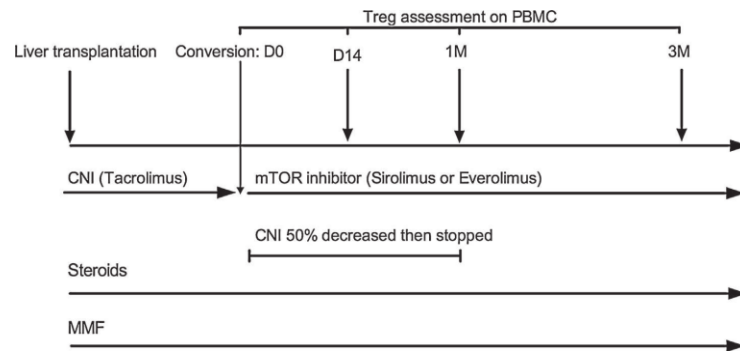 Treg assessment on PBMC
Liver transplantation Conversion: D0 D14 1M 3M
CNI (Tacrolimus) mTOR inhibitor (Sirolimus or Everolimus)
CNI 50% decreased then stopped
Steroids
MMF